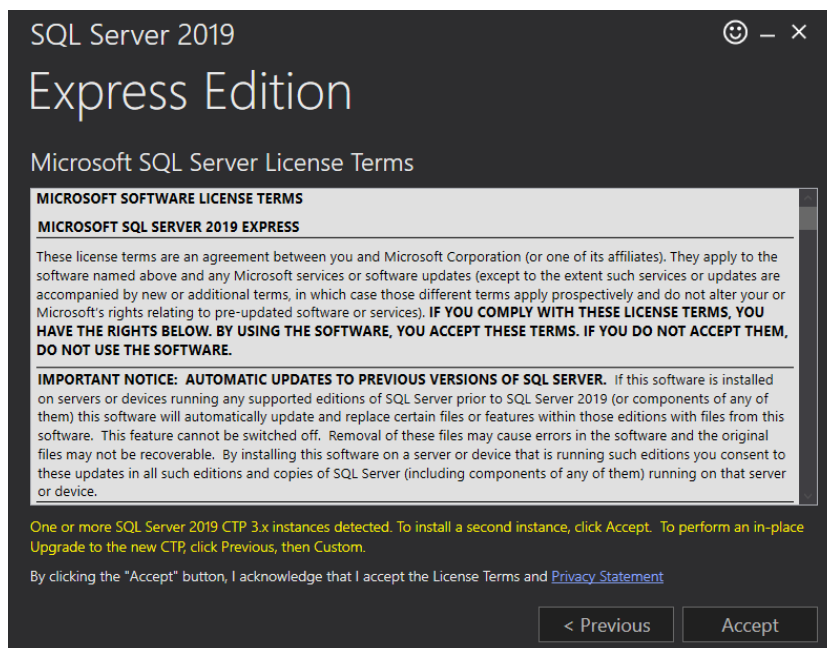 SQL Server 2019
Express Edition
Microsoft SQL Server License Terms
MICROSOFT SOFTWARE LICENSE TERMS
MICROSOFT SQL SERVER 2019 EXPRESS
These license terms are an agreement between you and Microsoft Corporation (or one of its affiliates). They apply to the
software named above and any Microsoft services or software updates (except to the extent such services or updates are
accompanied by new or additional terms, in which case those different terms apply prospectively and do not alter your or
Microsoft's rights relating to pre-updated software or services). IF YOU COMPLY WITH THESE LICENSE TERMS, YOU
HAVE THE RIGHTS BELOW. BY USING THE SOFTWARE, YOU ACCEPT THESE TERMS. IF YOU DO NOT ACCEPT THEM,
DO NOT USE THE SOFTWARE.
IMPORTANT NOTICE: AUTOMATIC UPDATES TO PREVIOUS VERSIONS OF SQL SERVER. If this software is installed
on servers or devices running any supported editions of SQL Server prior to SQL Server 2019 (or components of any of
them) this software will automatically update and replace certain files or features within those editions with files from this
software. This feature cannot be switched off. Removal of these files may cause errors in the software and the original
files may not be recoverable. By installing this software on a server or device that is running such editions you consent to
these updates in all such editions and copies of SQL Server (including components of any of them) running on that server
or device.
One or more SQL Server 2019 CTP 3.x instances detected. To install a second instance, click Accept. To perform an in-place
Upgrade to the new CTP, click Previous, then Custom.
By clicking the "Accept" button, I acknowledge that I accept the License Terms and Privacy Statement
< Previous
Accept